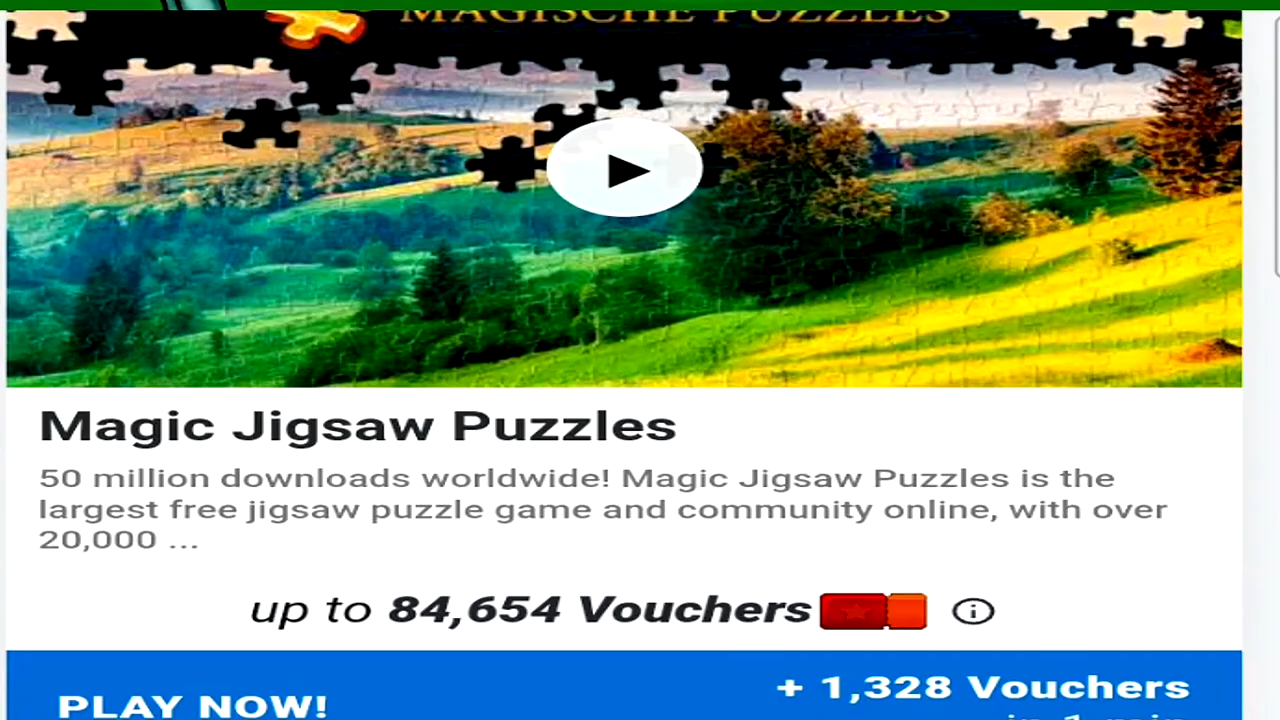 MAGISCHE PUZZLES
Magic Jigsaw Puzzles
50 million downloads worldwide! Magic Jigsaw Puzzles is the
largest free jigsaw puzzle game and community online, with over
20,000 ...
up to 84,654 Vouchers
PLAY NOW!
+ 1,328 Vouchers